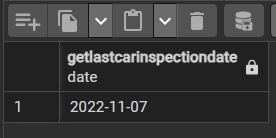 getlastcarinspectiondate
date
1 2022-11-07